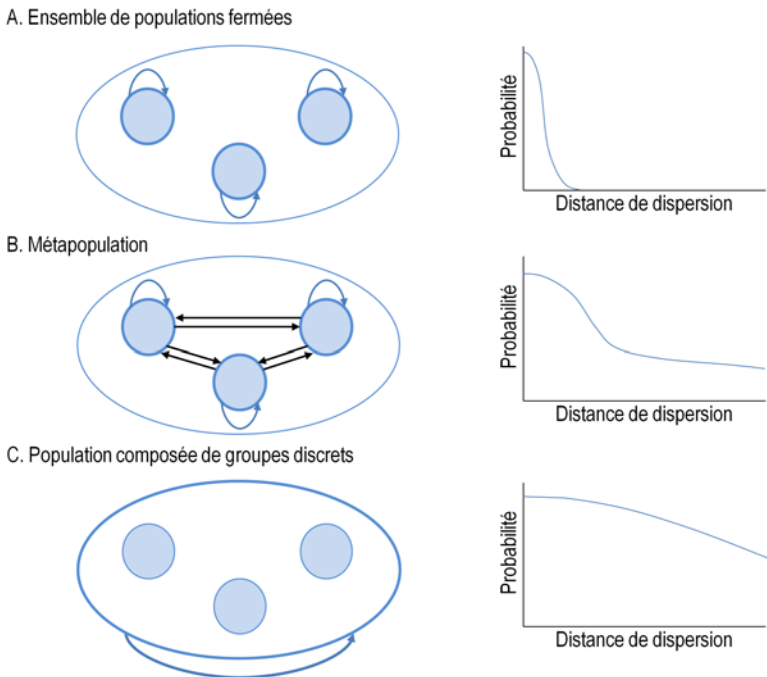 A. Ensemble de populations fermées
Probabilité
Distance de dispersion
B. Métapopulation
Probabilité
Distance de dispersion
C. Population composée de groupes discrets
Probabilité
Distance de dispersion